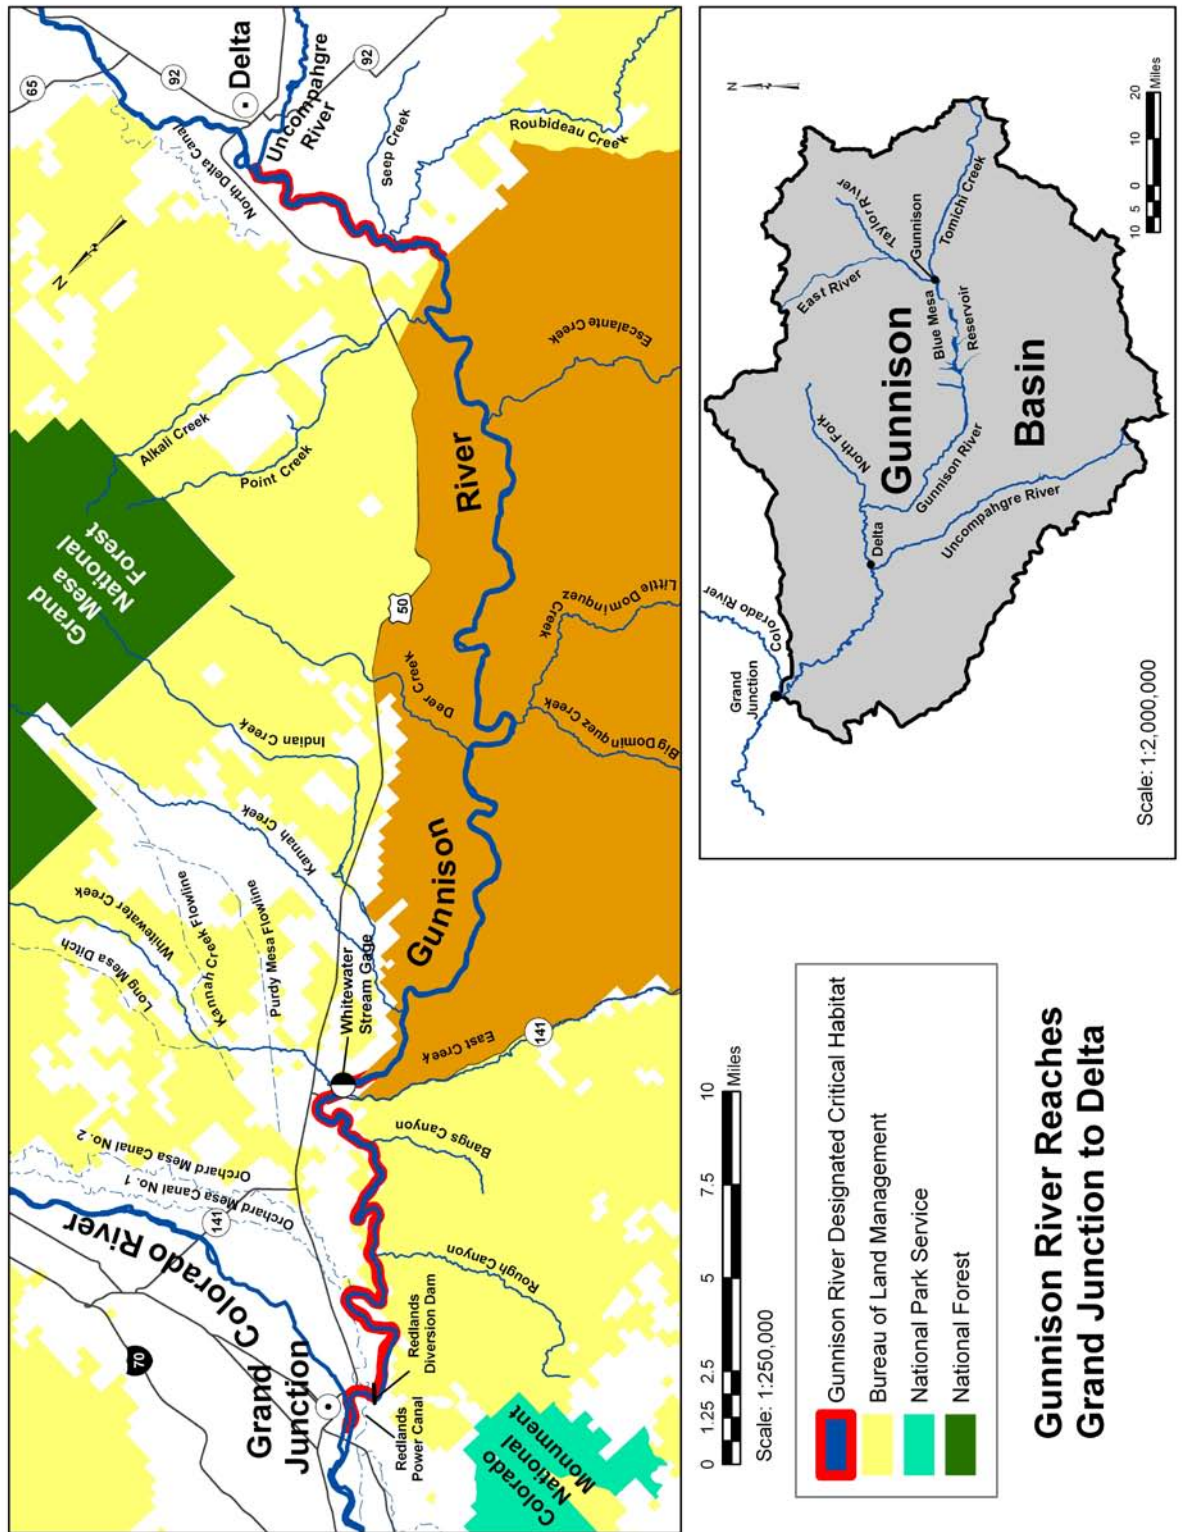 65
92
Delta
Uncompahgre
River
92
North Delta Canal
Seep Creek
Roubideau Creek
N
Alkali Creek
Point Creek
Escalante Creek
Grand
Mesa
National
Forest
River
50
Little Dominquez
Creek
Big Dominquez Creek
Deer Creek
Indian Creek
Kannah Creek
Gunnison
Whitewater Creek
Long Mesa Ditch
Kannah Creek Flowline
Purdy Mesa Flowline
Whitewater
Stream Gage
East Creek
141
Bangs Canyon
Orchard Mesa Canal No. 2
Orchard Mesa Canal No. 1
141
Colorado River
Rough Canyon
70
Grand
Junction
Redlands
Diversion Dam
Redlands
Power Canal
Colorado
National
Monument
0 1.25 2.5 5 7.5 10
Miles
Scale: 1:250,000
Gunnison River Designated Critical Habitat
Bureau of Land Management
National Park Service
National Forest
Gunnison River Reaches
Grand Junction to Delta
N
Colorado River
Grand
Junction
Delta
North Fork
Gunnison River
Uncompahgre River
Gunnison
Basin
East River
Taylor River
Gunnison
Tomichi Creek
Blue Mesa
Reservoir
10 5 0 10 20
Miles
Scale: 1:2,000,000